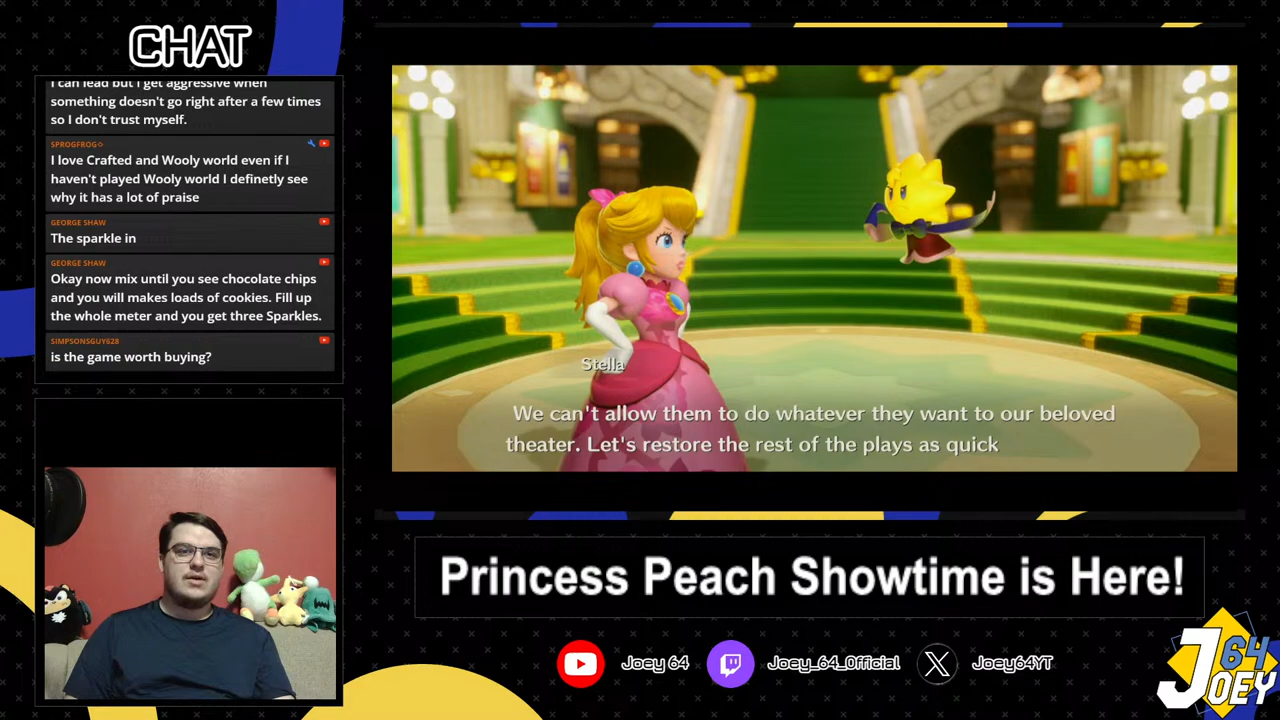 CHAT
I can lead but I get aggressive when
something doesn't go right after a few times
so I don't trust myself.
SPROGFROG
I love Crafted and Wooly world even if I
haven't played Wooly world I definetly see
why it has a lot of praise
GEORGE SHAW
The sparkle in
GEORGE SHAW
Okay now mix until you see chocolate chips
and you will makes loads of cookies. Fill up
the whole meter and you get three Sparkles.
SIMPSONSGUY628
is the game worth buying?
Stella
We can't allow them to do whatever they want to our beloved
theater. Let's restore the rest of the plays as quick
Princess Peach Showtime is Here!
Joey 64
Joey_64_Official
Joey64YT
64
JOEY